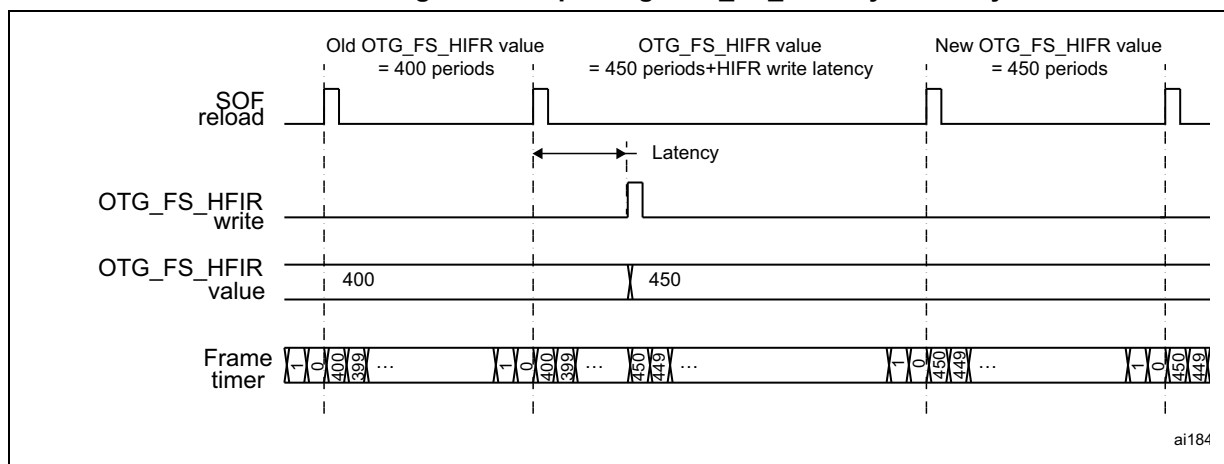 Old OTG_FS_HIFR value
= 400 periods
OTG_FS_HIFR value
= 450 periods+HIFR write latency
New OTG_FS_HIFR value
= 450 periods
SOF
reload
Latency
OTG_FS_HFIR
write
OTG_FS_HFIR
value
400
450
Frame
timer
1 0 400 399 ... 1 0 400 399 ... 450 449 ... 1 0 450 449 ... 1 0 450 449
ai184